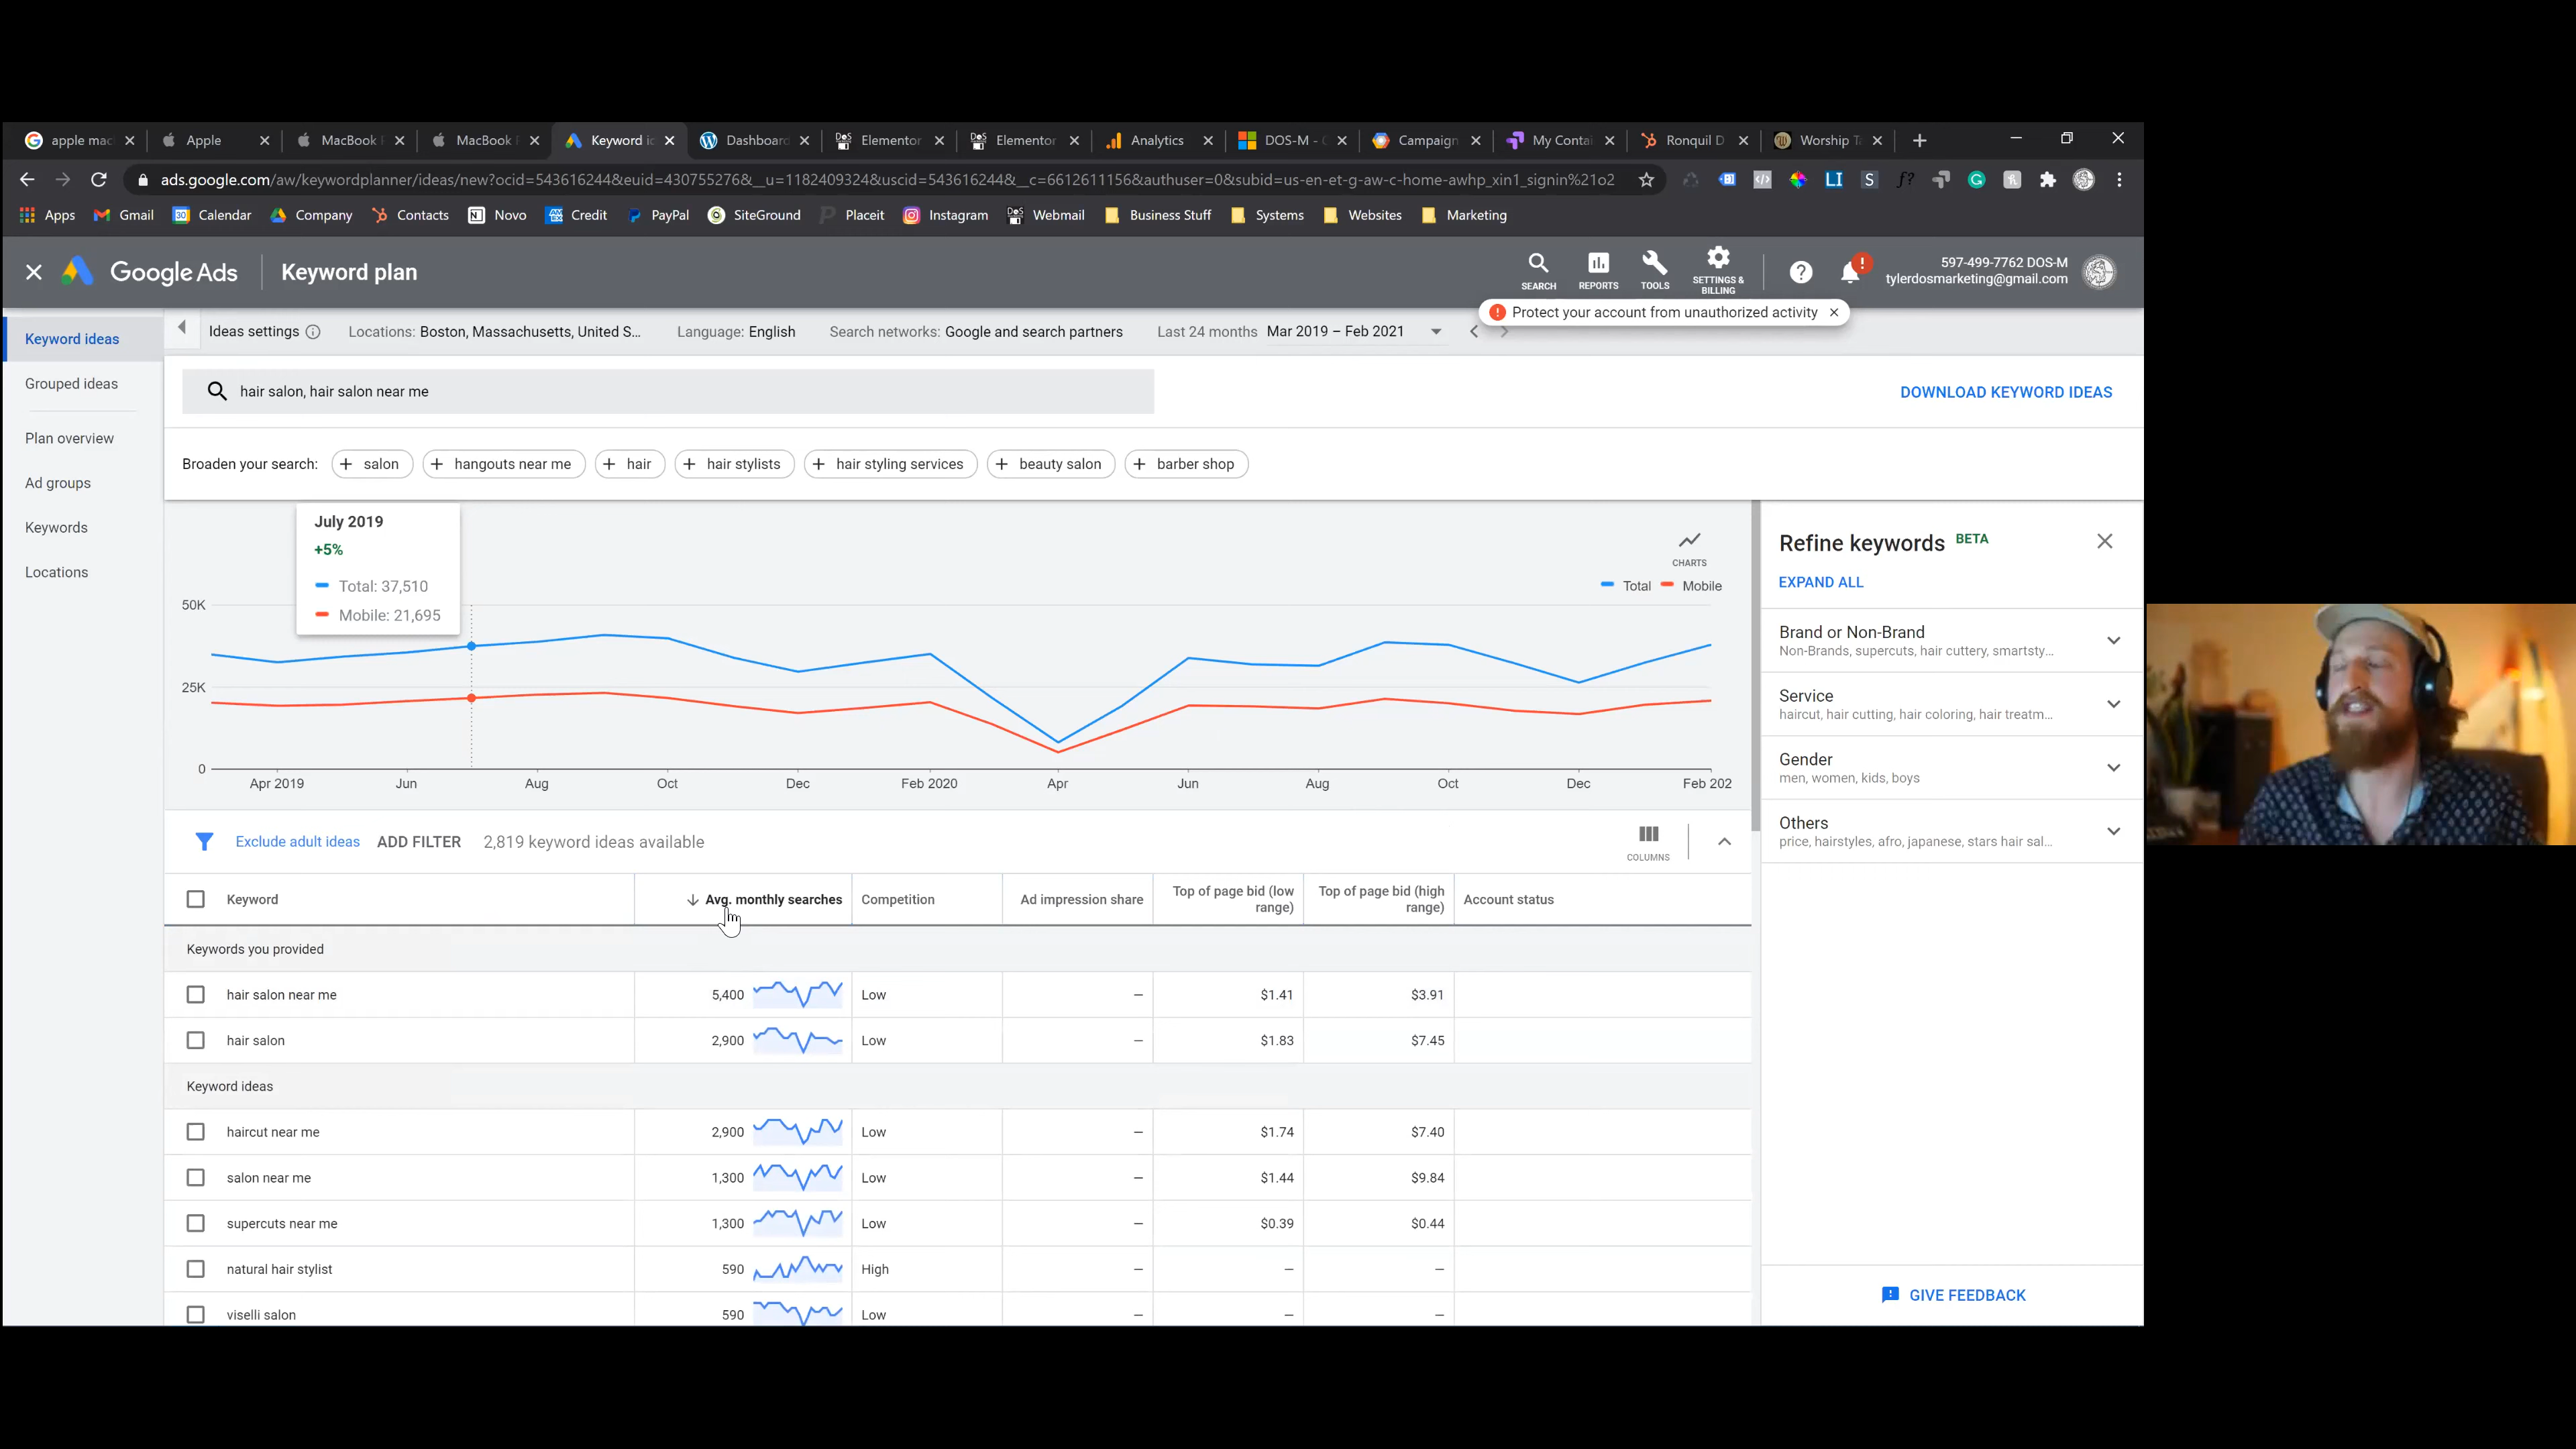 apple mac
Apple
MacBook P
MacBook P
Keyword ic
Dashboard
Elementor
Elementor
Analytics
DOS-M - C
Campaign
My Contai
Ronquil D
Worship Ta
ads.google.com/aw/keywordplanner/ideas/new?ocid=543616244&euid=430755276&__u=1182409324&uscid=543616244&__c=6612611156&authuser=0&subid=us-en-et-g-aw-c-home-awhp_xin1_signin%21o2
Apps Gmail Calendar Company Contacts Novo Credit PayPal SiteGround Placeit Instagram Webmail Business Stuff Systems Websites Marketing
Google Ads Keyword plan
SEARCH REPORTS TOOLS SETTINGS & BILLING
597-499-7762 DOS-M
tylerdosmarketing@gmail.com
Protect your account from unauthorized activity
Keyword ideas
Grouped ideas
Plan overview
Ad groups
Keywords
Locations
Ideas settings Locations: Boston, Massachusetts, United S... Language: English Search networks: Google and search partners Last 24 months Mar 2019 – Feb 2021
hair salon, hair salon near me
DOWNLOAD KEYWORD IDEAS
Broaden your search: salon hangouts near me hair hair stylists hair styling services beauty salon barber shop
July 2019
+5%
Total: 37,510
Mobile: 21,695
CHARTS
Total Mobile
50K
25K
0
Apr 2019 Jun Aug Oct Dec Feb 2020 Apr Jun Aug Oct Dec Feb 202
Exclude adult ideas ADD FILTER 2,819 keyword ideas available
COLUMNS
Keyword Avg. monthly searches Competition Ad impression share Top of page bid (low range) Top of page bid (high range) Account status
Keywords you provided
hair salon near me 5,400 Low – $1.41 $3.91
hair salon 2,900 Low – $1.83 $7.45
Keyword ideas
haircut near me 2,900 Low – $1.74 $7.40
salon near me 1,300 Low – $1.44 $9.84
supercuts near me 1,300 Low – $0.39 $0.44
natural hair stylist 590 High – – –
viselli salon 590 Low – – –
Refine keywords BETA
EXPAND ALL
Brand or Non-Brand
Non-Brands, supercuts, hair cuttery, smartsty...
Service
haircut, hair cutting, hair coloring, hair treatm...
Gender
men, women, kids, boys
Others
price, hairstyles, afro, japanese, stars hair sal...
GIVE FEEDBACK